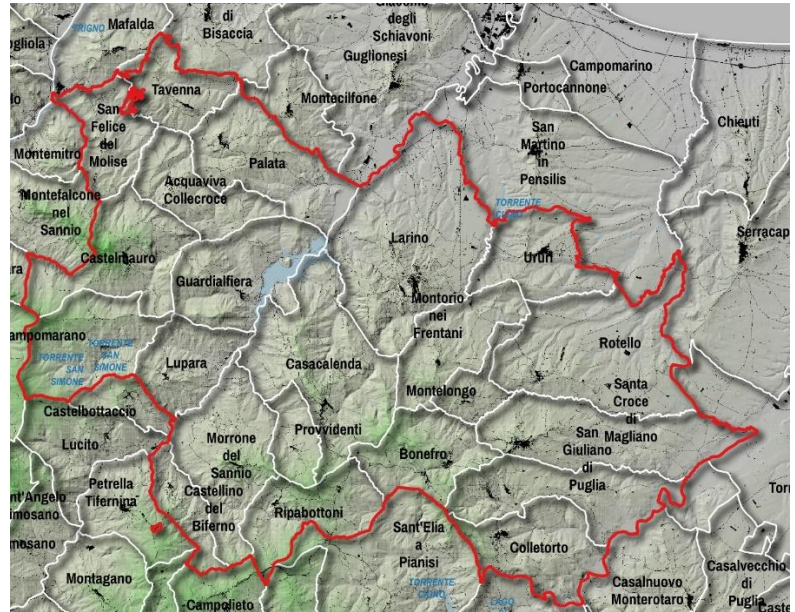 Mafalda
di
Bisaccia
degli
Schiavoni
TRIGNO
Guglionesi
Campomarino
Portocannone
Tavenna
Montecilfone
San
Felice
del
Molise
San
Martino
in
Pensilis
Chieuti
Montemitro
Palata
Acquaviva
Collecroce
Montefalcone
nel
Sannio
TORRENTE
CIGNO
Serracap
Larino
Ururi
Castelmauro
Guardialfiera
Montorio
nei
Frentani
Rotello
TORRENTE
SAN
SIMONE
TORRENTE
SAN
SIMONE
Lupara
Casacalenda
Montelongo
Santa
Croce
di
Magliano
Castelbottaccio
Lucito
Morrone
del
Sannio
Provvidenti
Bonefro
San
Giuliano
di
Puglia
Petrella
Tifernina
Castellino
del
Biferno
Ripabottoni
Sant'Elia
a
Pianisi
Colletorto
Montagano
Campolieto
TORRENTE
CIGNO
LAGO
Casalnuovo
Monterotaro
Casalvecchio
di
Puglia